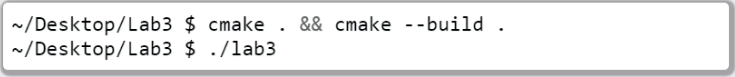 ~/Desktop/Lab3 $ cmake . && cmake --build .
~/Desktop/Lab3 $ ./lab3